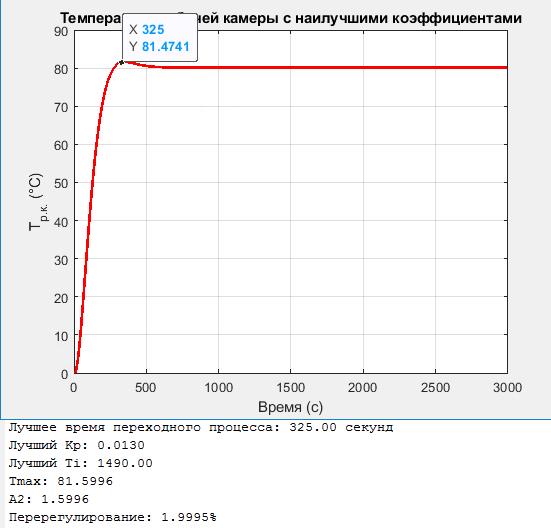 Темпера ей камеры с наилучшими коэффициентами
X 325
Y 81.4741
90
80
70
60
50
40
30
20
10
0
T р.к. (°C)
0 500 1000 1500 2000 2500 3000
Время (с)
Лучшее время переходного процесса: 325.00 секунд
Лучший Kp: 0.0130
Лучший Ti: 1490.00
Tmax: 81.5996
A2: 1.5996
Перерегулирование: 1.9995%